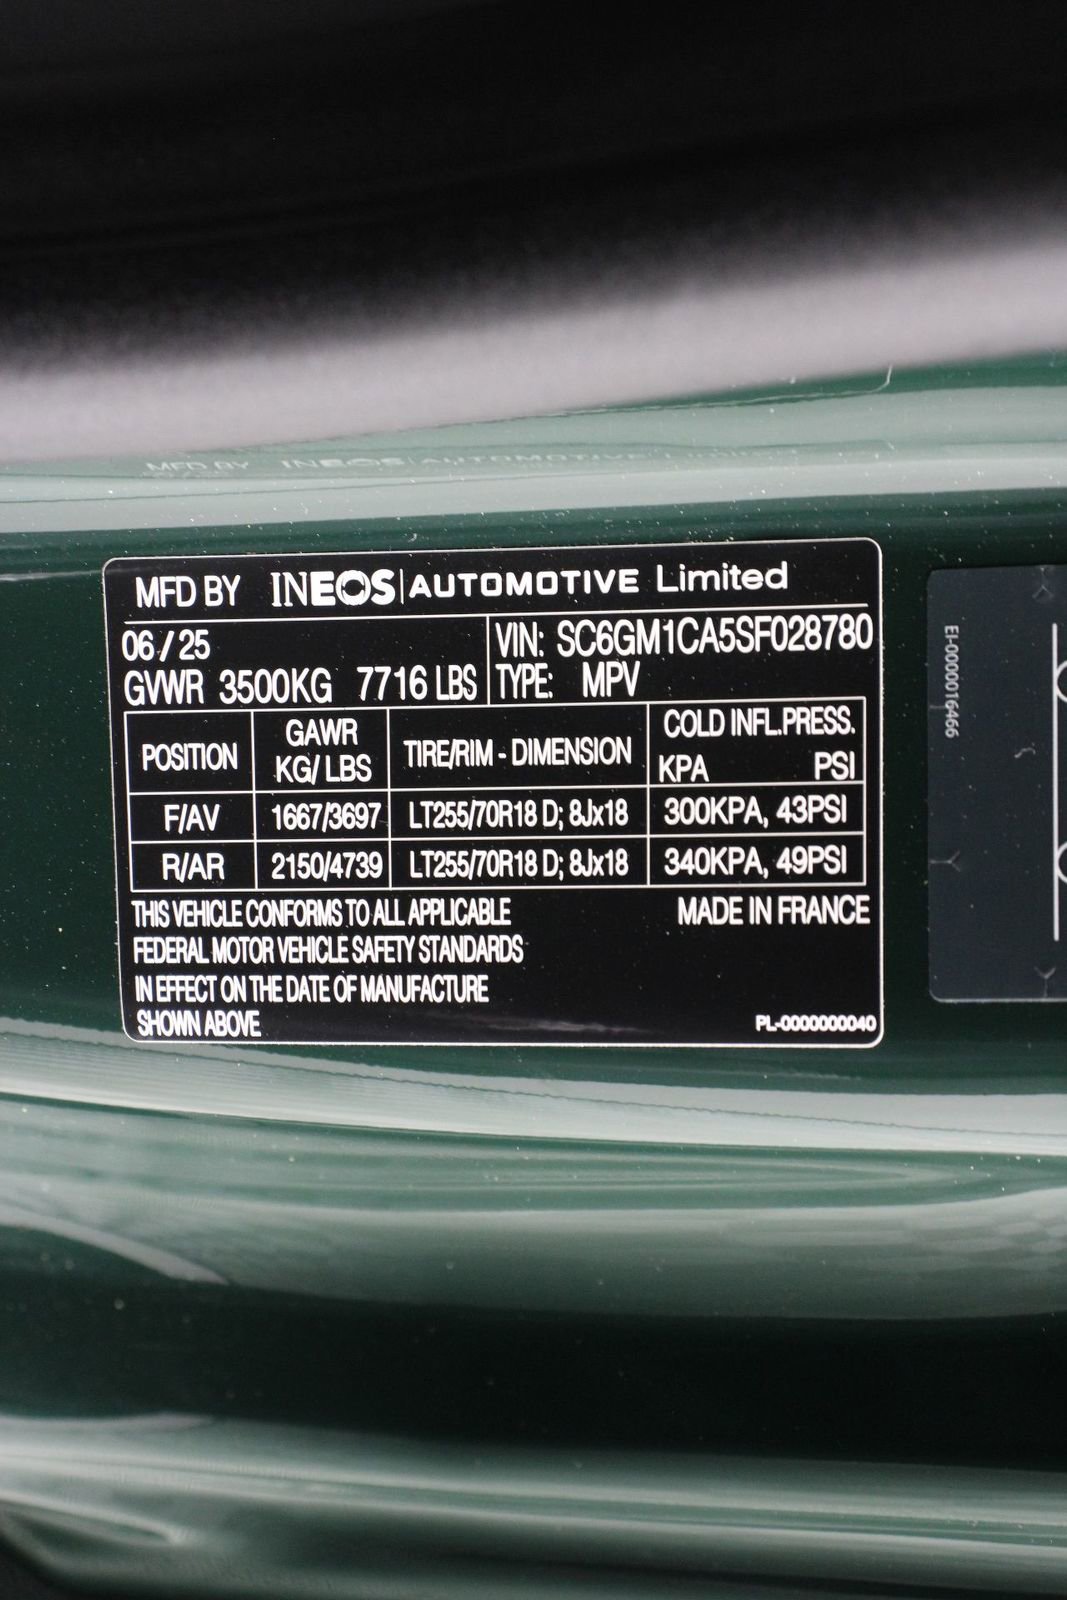 MFD BY INEOS | AUTOMOTIVE Limited
06 / 25
VIN: SC6GM1CA5SF028780
GVWR 3500KG 7716 LBS
TYPE: MPV
POSITION GAWR KG/ LBS TIRE/RIM - DIMENSION COLD INFL.PRESS. KPA PSI
F/AV 1667/3697 LT255/70R18 D; 8Jx18 300KPA, 43PSI
R/AR 2150/4739 LT255/70R18 D; 8Jx18 340KPA, 49PSI
THIS VEHICLE CONFORMS TO ALL APPLICABLE
MADE IN FRANCE
FEDERAL MOTOR VEHICLE SAFETY STANDARDS
IN EFFECT ON THE DATE OF MANUFACTURE
SHOWN ABOVE
PL-0000000040
EI-0000016466